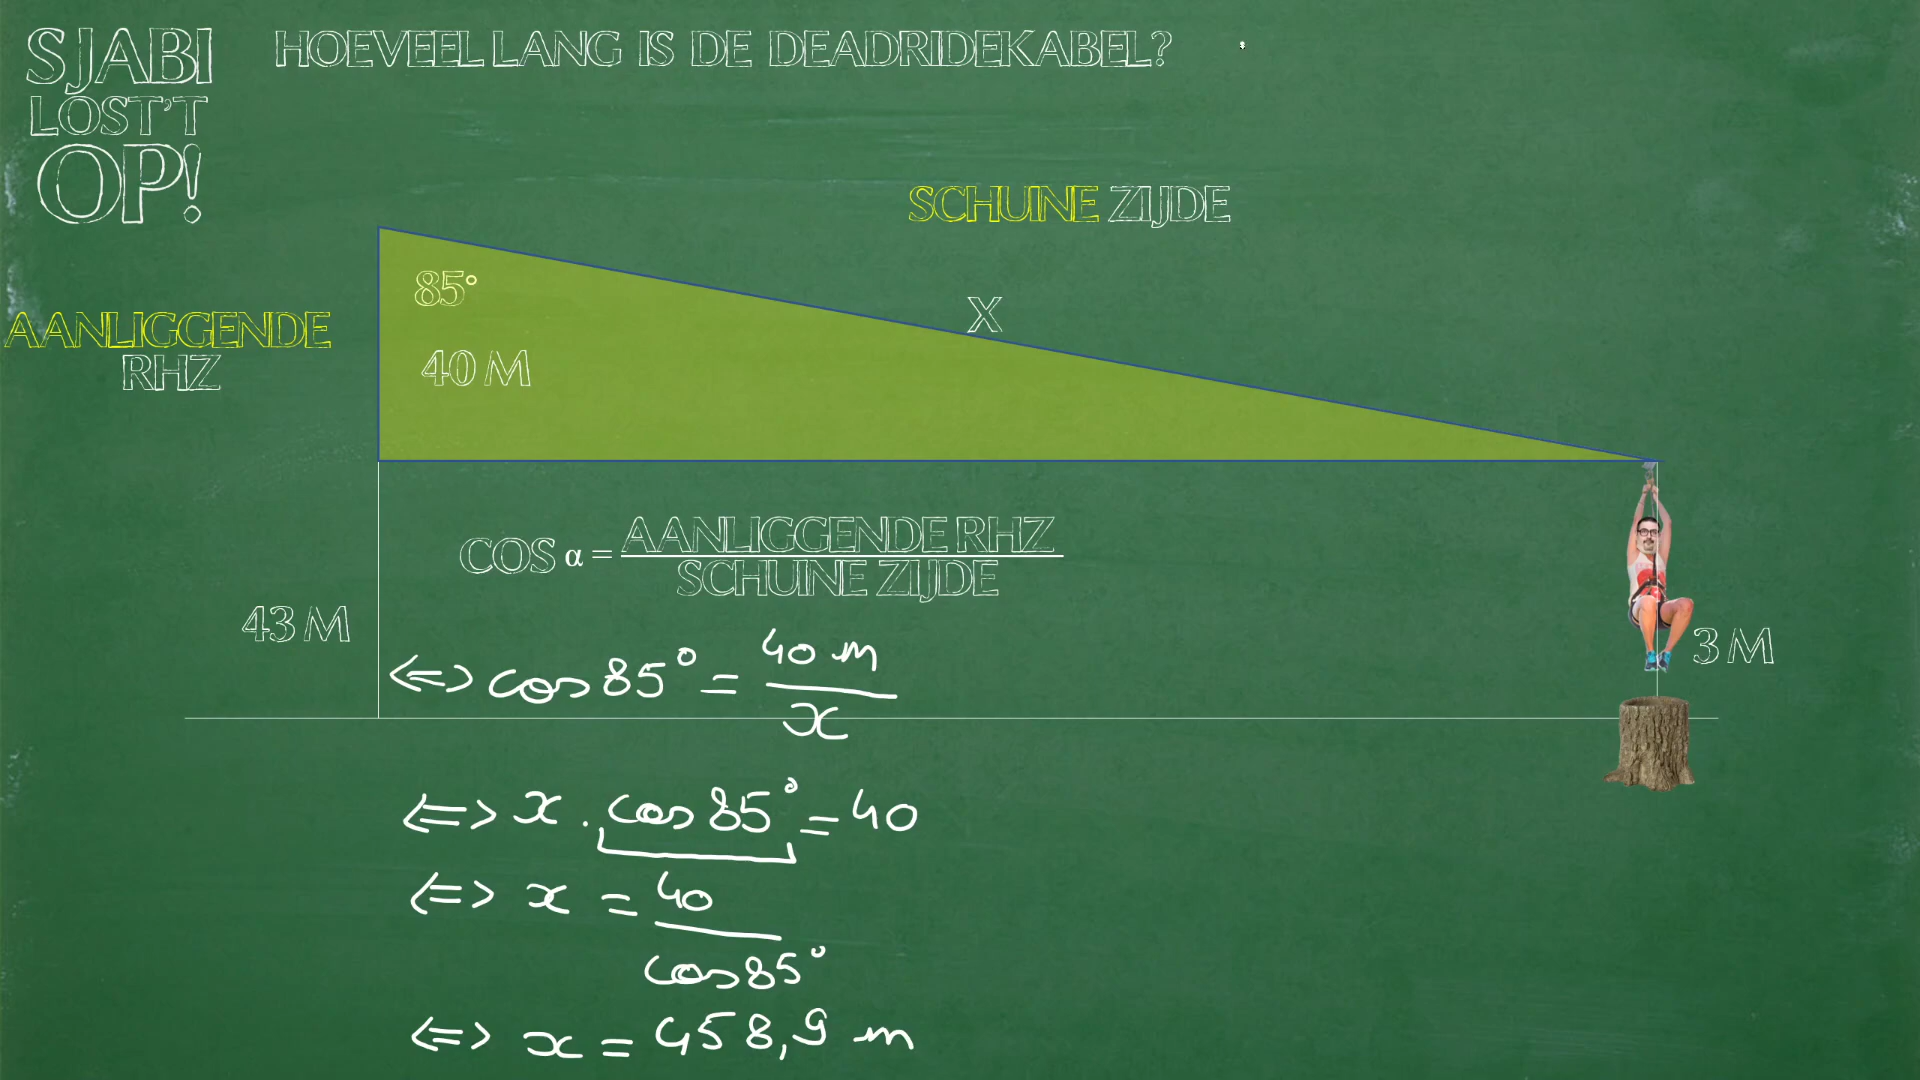 SJABI
LOST'T
OP!
HOEVEEL LANG IS DE DEADRIDEKABEL?
SCHUINE ZIJDE
85°
X
AANLIGGENDE
RHZ
40 M
COS α = AANLIGGENDE RHZ
SCHUINE ZIJDE
43 M
3 M
<=> cos 85° = 40 m
x
<=> x . cos 85° = 40
<=> x = 40
cos 85°
<=> x = 458,9 m